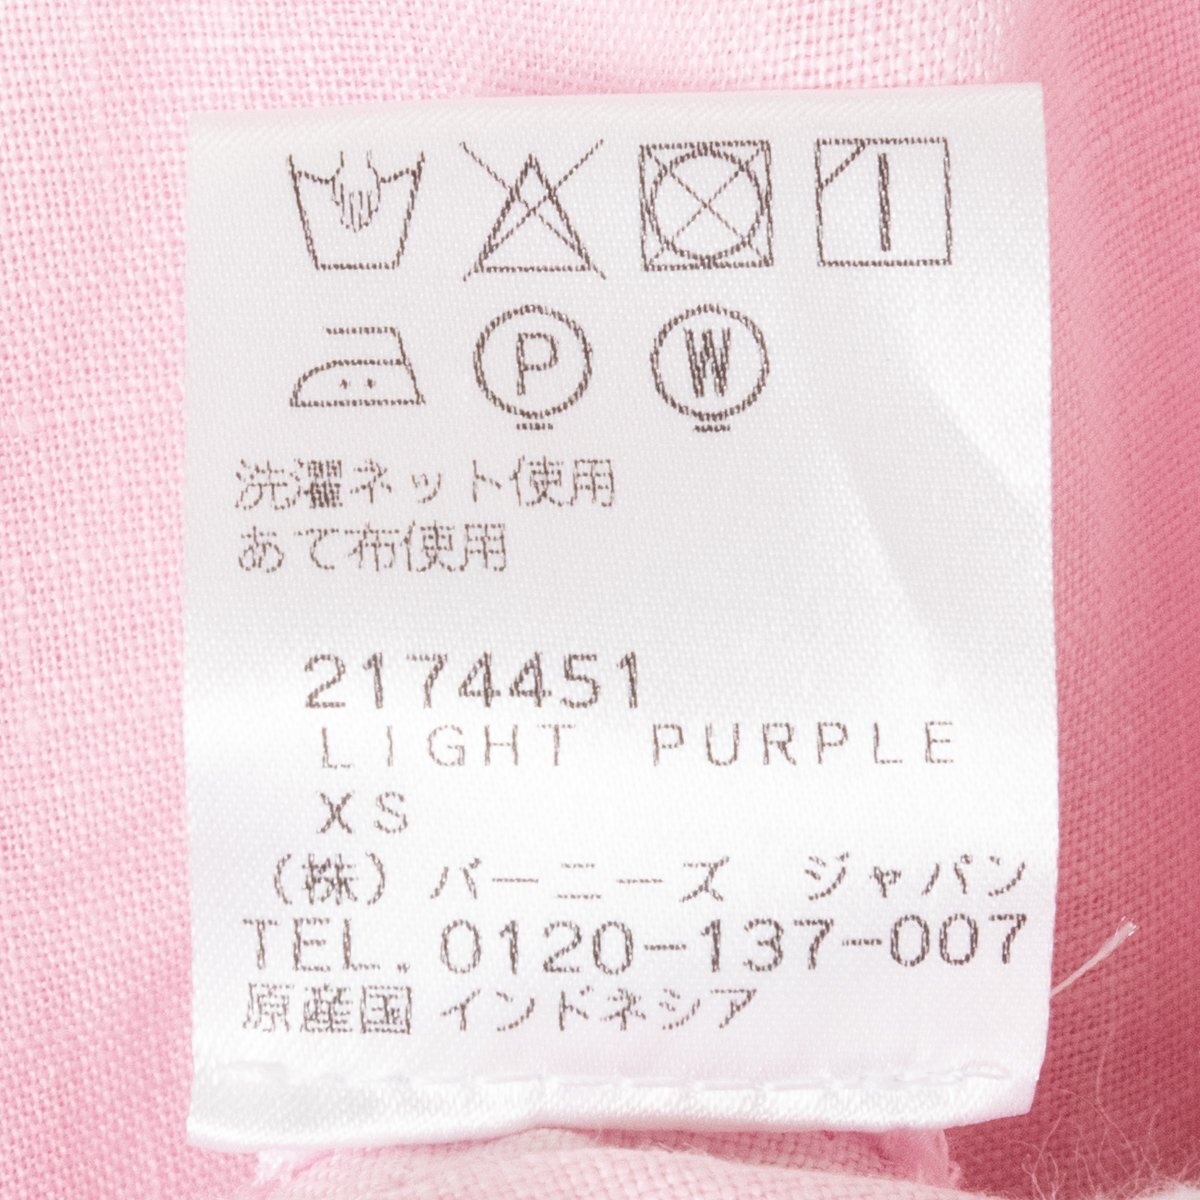 P W
洗濯ネット使用
あて布使用
2174451
LIGHT PURPLE
XS
(株)バーニーズ ジャパン
TEL.0120-137-007
原産国 インドネシア